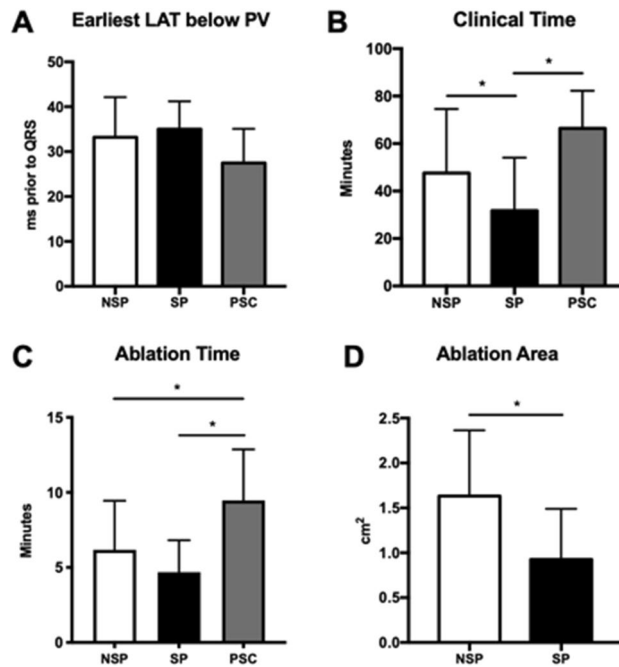 A Earliest LAT below PV
ms prior to QRS
50
40
30
20
10
0
NSP SP PSC
B Clinical Time
Minutes
100
80
60
40
20
0
* *
NSP SP PSC
C Ablation Time
Minutes
15
10
5
0
*
*
NSP SP PSC
D Ablation Area
cm²
2.5
2.0
1.5
1.0
0.5
0.0
*
NSP SP